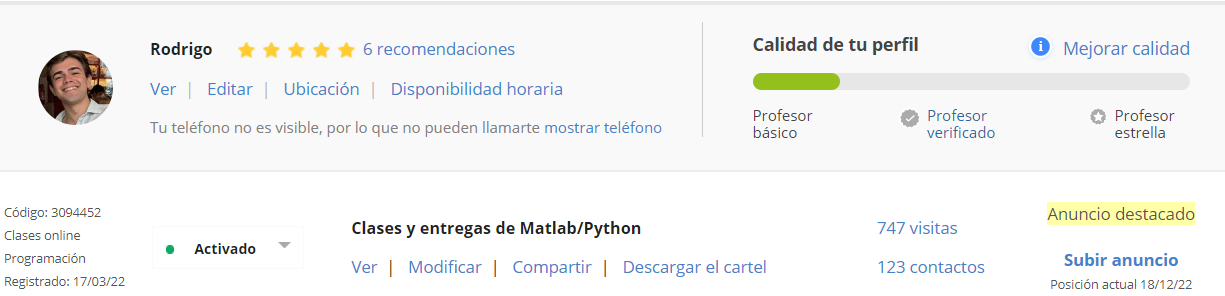 Rodrigo 6 recomendaciones
Ver | Editar | Ubicación | Disponibilidad horaria
Tu teléfono no es visible, por lo que no pueden llamarte mostrar teléfono
Calidad de tu perfil
Mejorar calidad
Profesor
básico
Profesor
verificado
Profesor
estrella
Código: 3094452
Clases online
Programación
Registrado: 17/03/22
Activado
Clases y entregas de Matlab/Python
Ver | Modificar | Compartir | Descargar el cartel
747 visitas
123 contactos
Anuncio destacado
Subir anuncio
Posición actual 18/12/22